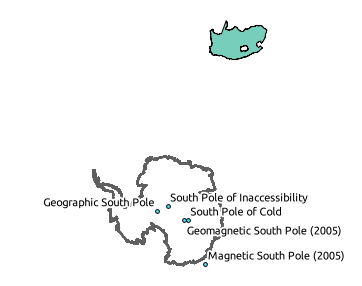 South Pole of Inaccessibility
Geographic South Pole
South Pole of Cold
Geomagnetic South Pole (2005)
Magnetic South Pole (2005)